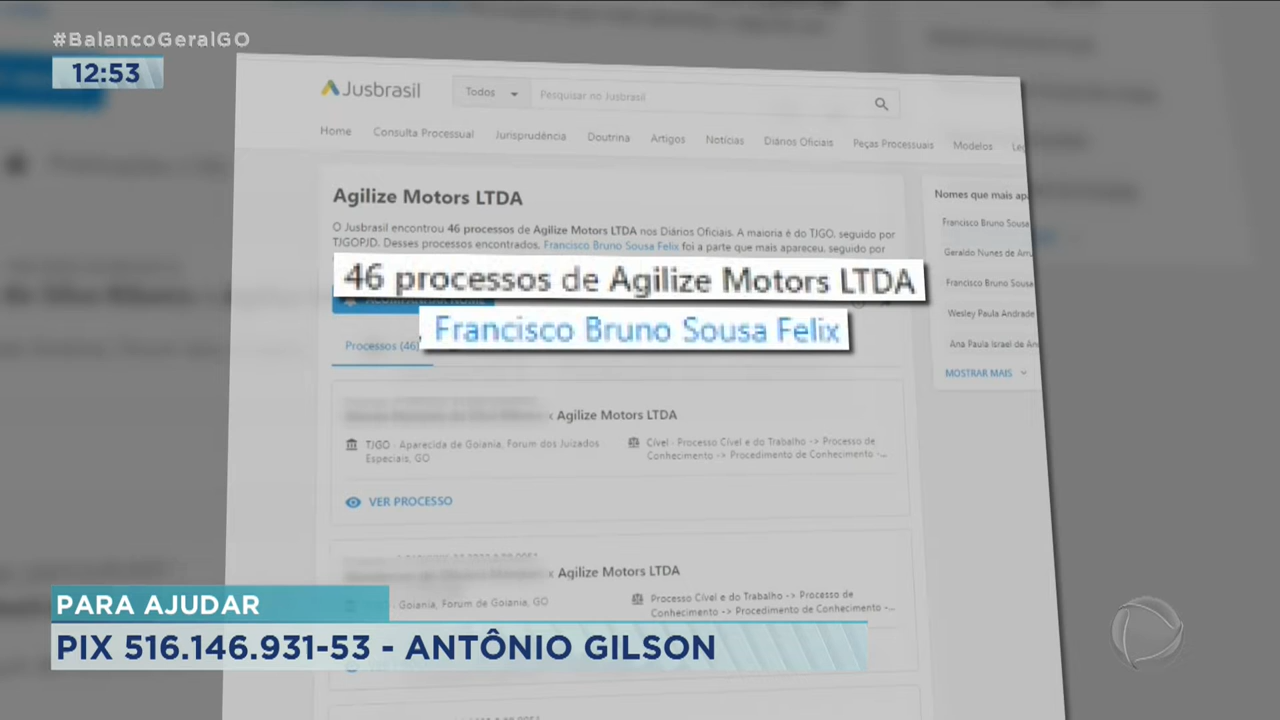 #BalancoGeralGO
12:53
Jusbrasil
Todos
Pesquisar no Jusbrasil
Home
Consulta Processual
Jurisprudência
Doutrina
Artigos
Notícias
Diários Oficiais
Peças Processuais
Modelos
Agilize Motors LTDA
O Jusbrasil encontrou 46 processos de Agilize Motors LTDA nos Diários Oficiais. A maioria é do TJGO, seguido por
TJGOPJD. Desses processos encontrados, Francisco Bruno Sousa Felix foi a parte que mais apareceu, seguido por
46 processos de Agilize Motors LTDA
Francisco Bruno Sousa Felix
Processos (46)
Nomes que mais
Francisco Bruno Sousa
Geraldo Nunes de
Francisco Bruno Sousa
Wesley Paula Andrade
Ana Paula Israel de
MOSTRAR MAIS
x Agilize Motors LTDA
TJGO · Aparecida de Goiania, Forum dos Juizados
Especiais, GO
Cível · Processo Cível e do Trabalho -> Processo de
Conhecimento -> Procedimento de Conhecimento -...
VER PROCESSO
x Agilize Motors LTDA
· Goiania, Forum de Goiania, GO
Processo Cível e do Trabalho -> Processo de
Conhecimento -> Procedimento de Conhecimento -...
PARA AJUDAR
PIX 516.146.931-53 - ANTÔNIO GILSON